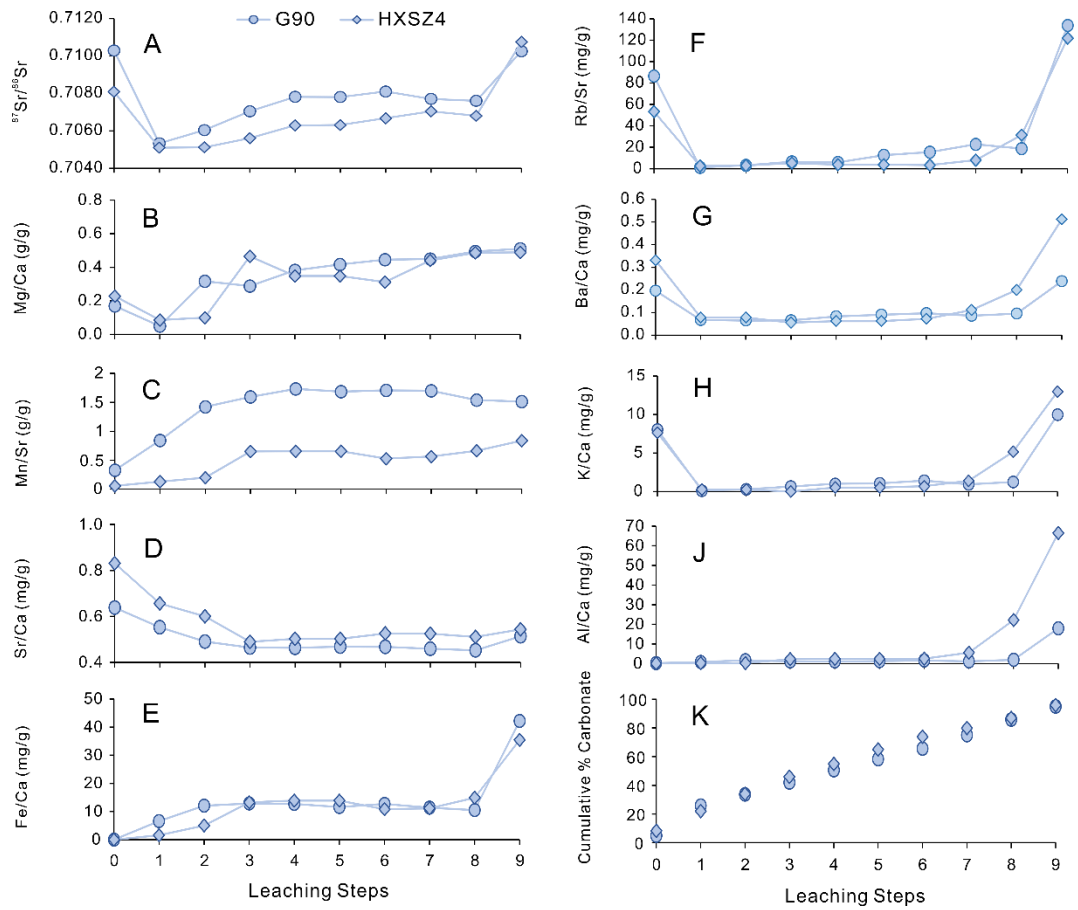 G90 HXSZ4
A
⁸⁷Sr/⁸⁶Sr
0.7120
0.7100
0.7080
0.7060
0.7040
B
Mg/Ca (g/g)
0.8
0.6
0.4
0.2
0.0
C
Mn/Sr (g/g)
2
1.5
1
0.5
0
D
Sr/Ca (mg/g)
1.0
0.8
0.6
0.4
E
Fe/Ca (mg/g)
50
40
30
20
10
0
0 1 2 3 4 5 6 7 8 9
Leaching Steps
F
Rb/Sr (mg/g)
140
120
100
80
60
40
20
0
G
Ba/Ca (mg/g)
0.6
0.5
0.4
0.3
0.2
0.1
0.0
H
K/Ca (mg/g)
15
10
5
0
J
Al/Ca (mg/g)
70
60
50
40
30
20
10
0
K
Cumulative % Carbonate
100
80
60
40
20
0
0 1 2 3 4 5 6 7 8 9
Leaching Steps